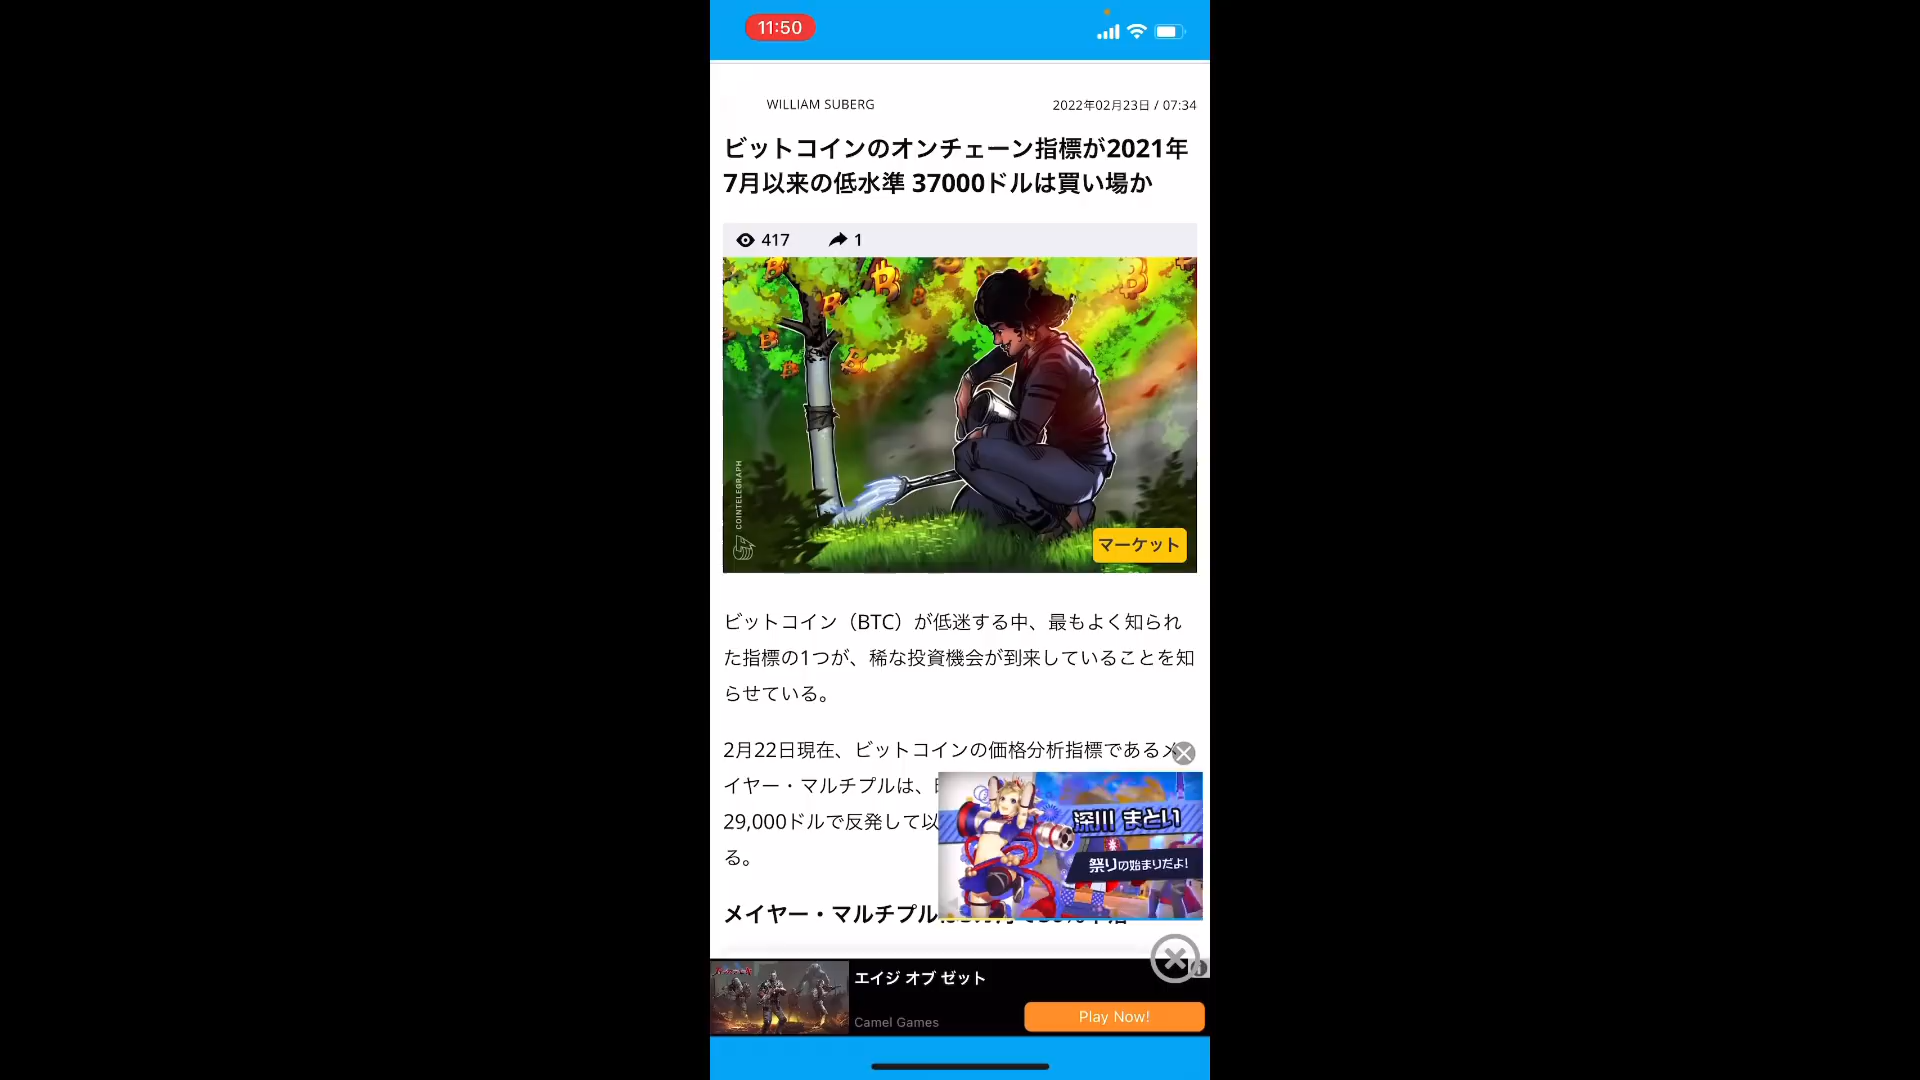 11:50
WILLIAM SUBERG
2022年02月23日 / 07:34
ビットコインのオンチェーン指標が2021年
7月以来の低水準 37000ドルは買い場か
417
1
COINTELEGRAPH
マーケット
ビットコイン（BTC）が低迷する中、最もよく知られ
た指標の1つが、稀な投資機会が到来していることを知
らせている。
2月22日現在、ビットコインの価格分析指標であるメ
イヤー・マルチプルは、
29,000ドルで反発して以
る。
深川 まとい
祭りの始まりだよ!
メイヤー・マルチプル
エイジ オブ ゼット
Camel Games
Play Now!